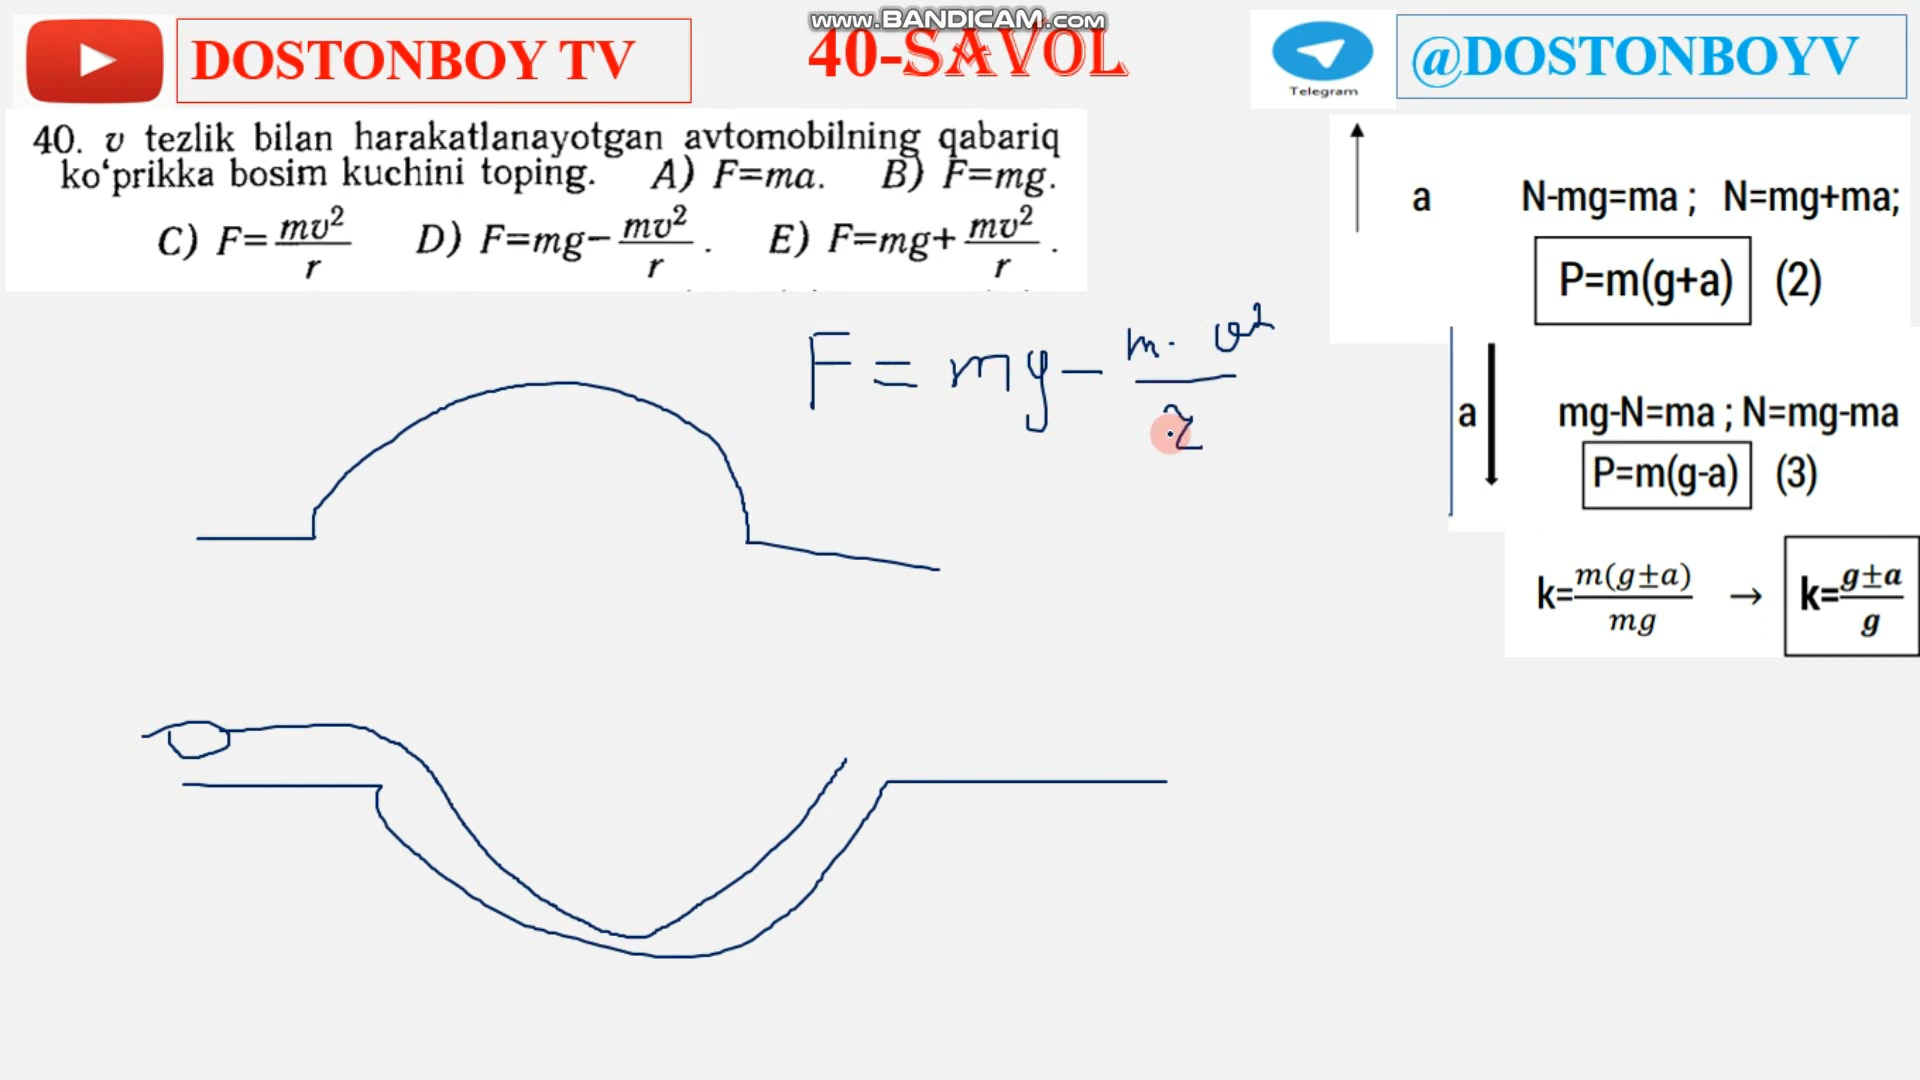 www.BANDICAM.com
DOSTONBOY TV
40-SAVOL
Telegram
@DOSTONBOYV
40. v tezlik bilan harakatlanayotgan avtomobilning qabariq
ko‘prikka bosim kuchini toping. A) F=ma. B) F=mg.
C) F=mv²/r D) F=mg−mv²/r. E) F=mg+mv²/r.
F = mg − m·v²/r
a N-mg=ma ; N=mg+ma;
P=m(g+a) (2)
a mg-N=ma ; N=mg-ma
P=m(g-a) (3)
k=m(g±a)/mg → k=g±a/g